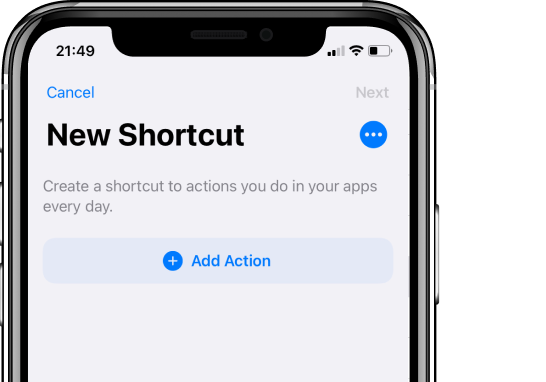 21:49
Cancel Next
New Shortcut
Create a shortcut to actions you do in your apps
every day.
Add Action